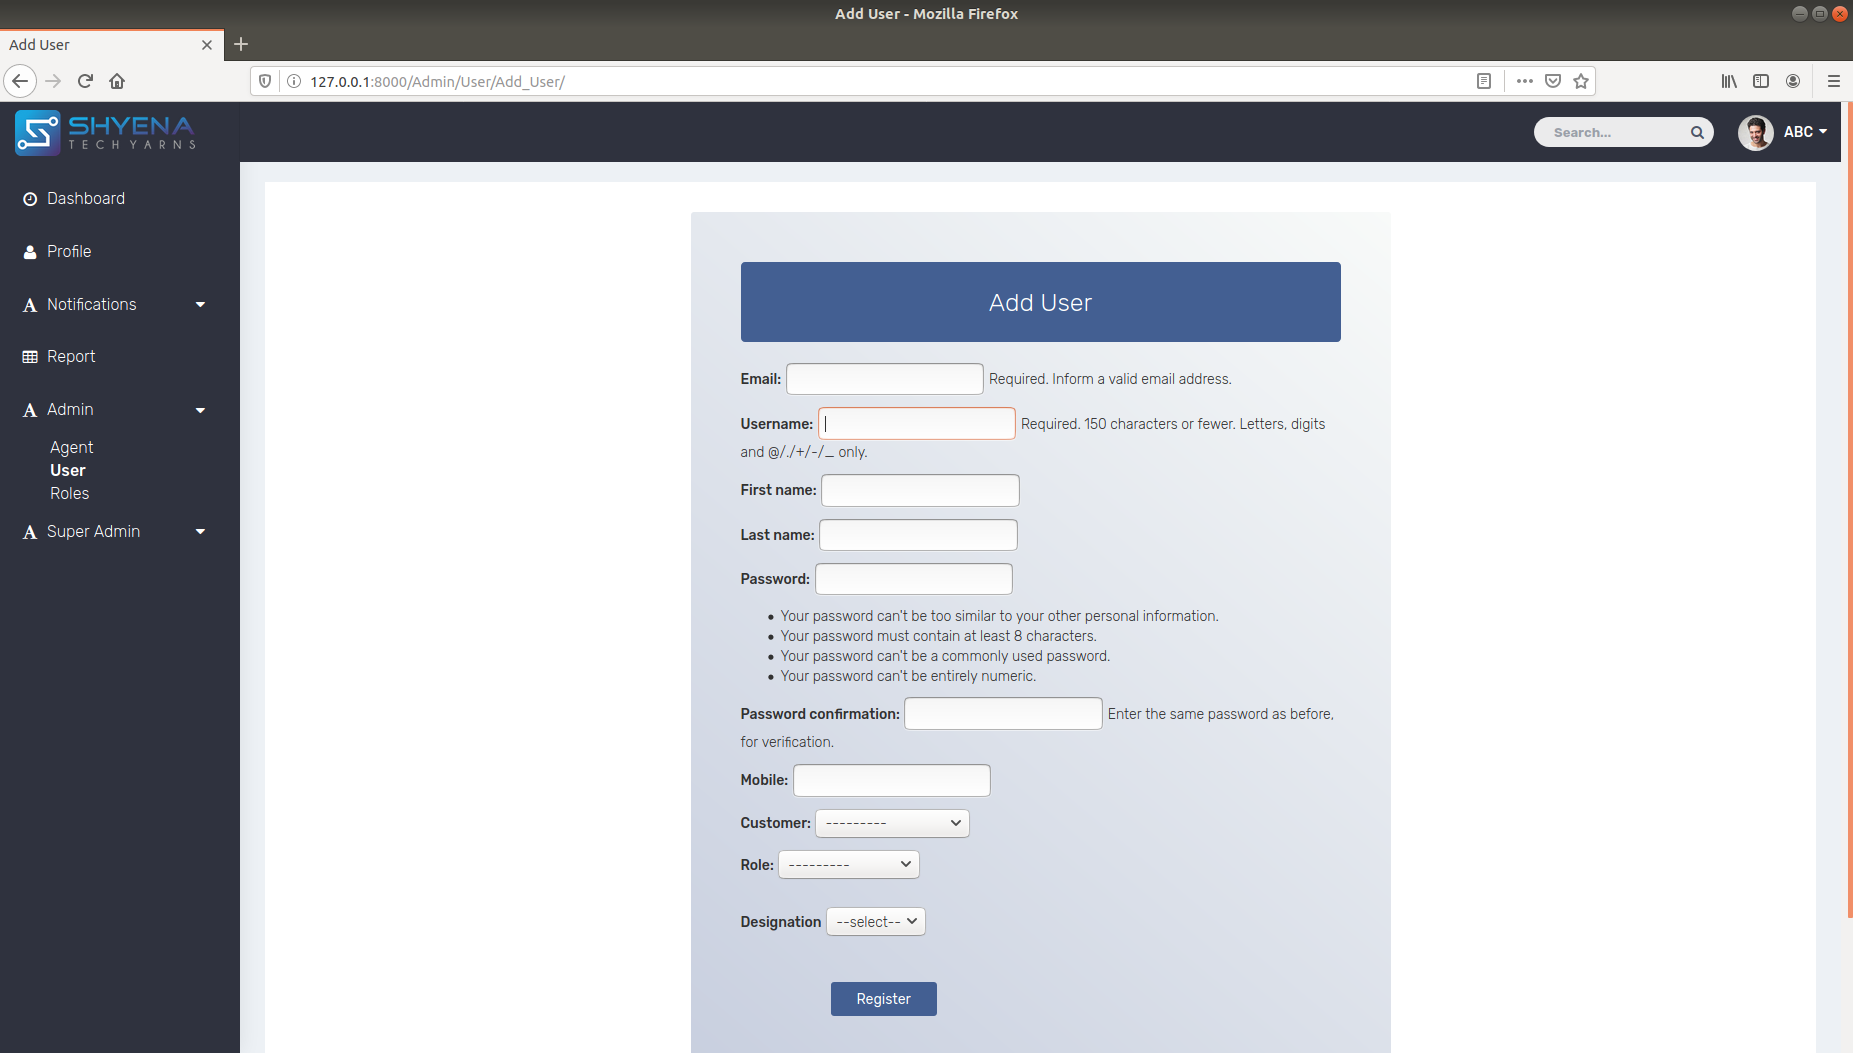 Add User - Mozilla Firefox
Add User
127.0.0.1:8000/Admin/User/Add_User/
SHYENA
TECHYARNS
Search...
ABC
Dashboard
Profile
Notifications
Report
Admin
Agent
User
Roles
Super Admin
Add User
Email: Required. Inform a valid email address.
Username: Required. 150 characters or fewer. Letters, digits
and @/./+/-/_ only.
First name:
Last name:
Password:
Your password can't be too similar to your other personal information.
Your password must contain at least 8 characters.
Your password can't be a commonly used password.
Your password can't be entirely numeric.
Password confirmation: Enter the same password as before,
for verification.
Mobile:
Customer: ---------
Role: ---------
Designation --select--
Register